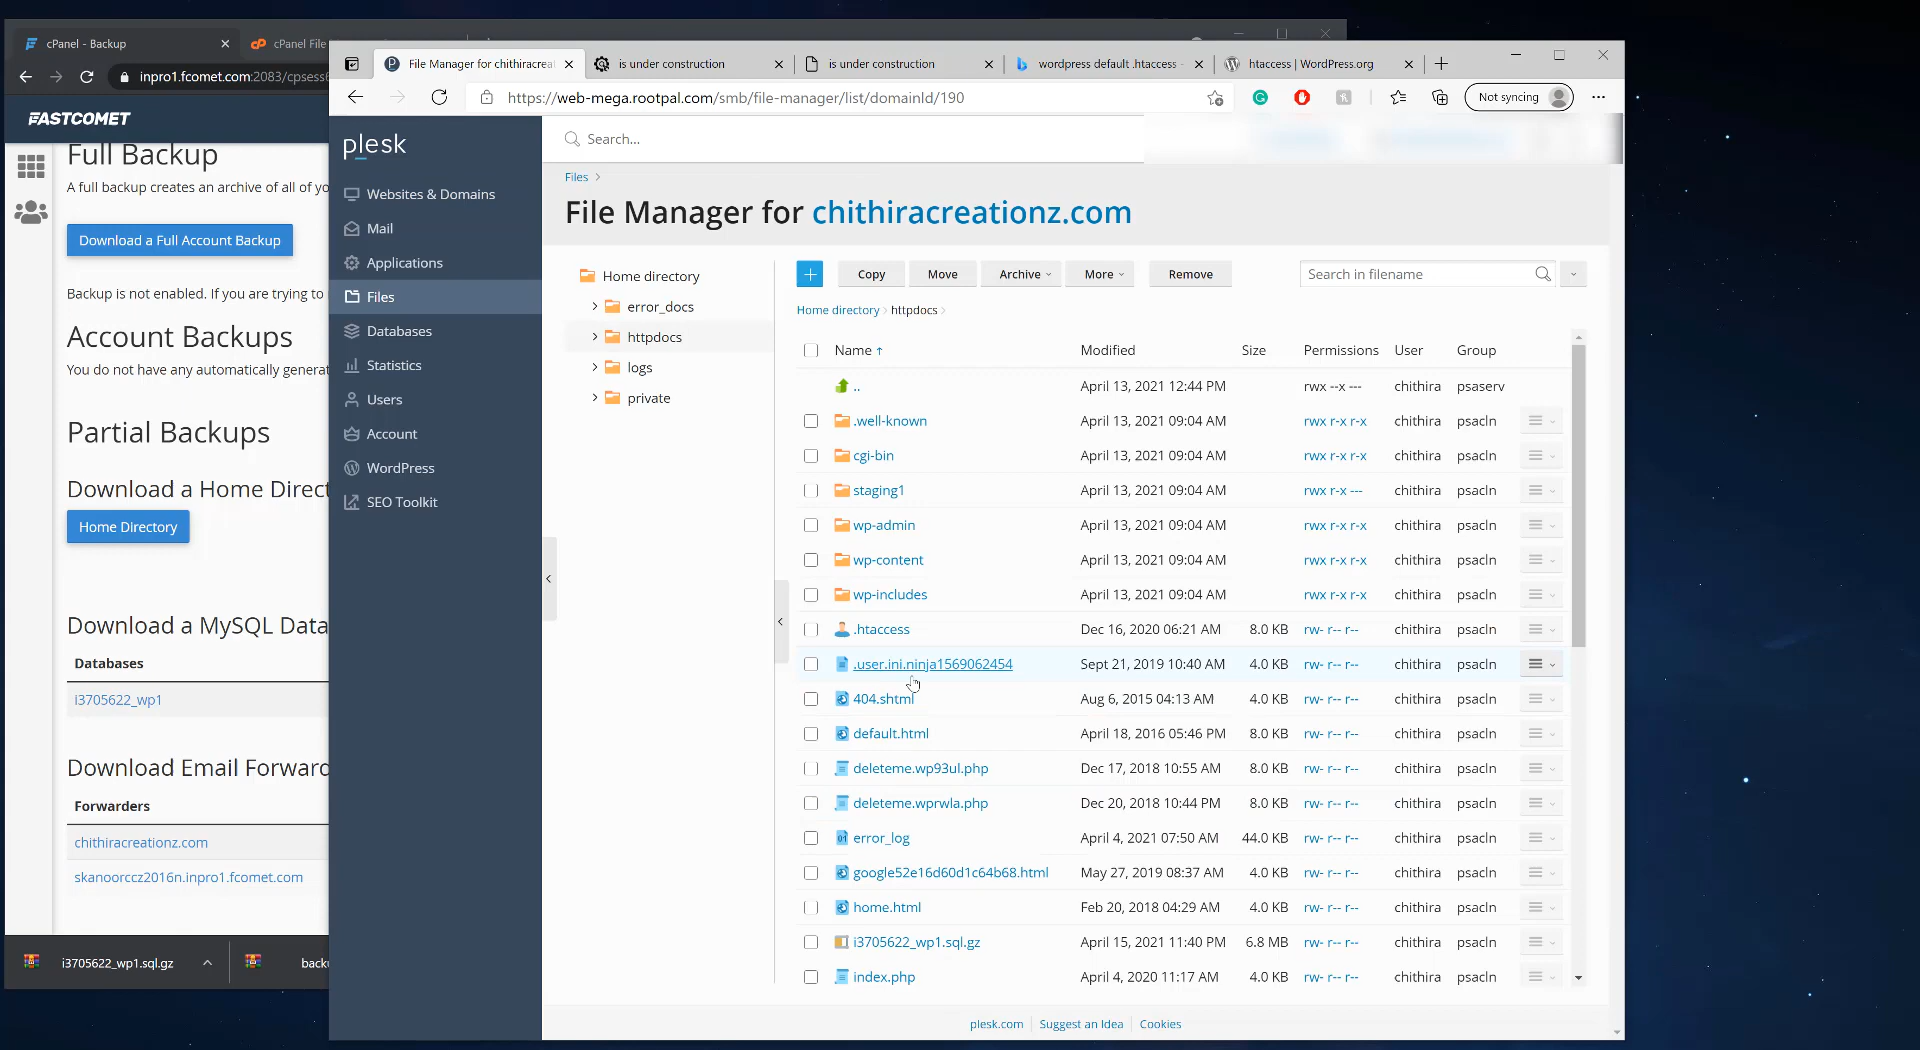 cPanel - Backup
cPanel File
inpro1.fcomet.com:2083/cpsess
FASTCOMET
Full Backup
A full backup creates an archive of all of yo
Download a Full Account Backup
Backup is not enabled. If you are trying to
Account Backups
You do not have any automatically generat
Partial Backups
Download a Home Direct
Home Directory
Download a MySQL Data
Databases
i3705622_wp1
Download Email Forward
Forwarders
chithiracreationz.com
skanoorccz2016n.inpro1.fcomet.com
i3705622_wp1.sql.gz
backu
File Manager for chithiracrea
is under construction
is under construction
wordpress default .htaccess -
htaccess | WordPress.org
https://web-mega.rootpal.com/smb/file-manager/list/domainId/190
Not syncing
plesk
Websites & Domains
Mail
Applications
Files
Databases
Statistics
Users
Account
WordPress
SEO Toolkit
Search...
Files >
File Manager for chithiracreationz.com
Home directory
error_docs
httpdocs
logs
private
+ Copy Move Archive More Remove
Search in filename
Home directory > httpdocs >
Name ↑ Modified Size Permissions User Group
.. April 13, 2021 12:44 PM rwx --x --- chithira psaserv
.well-known April 13, 2021 09:04 AM rwx r-x r-x chithira psacln
cgi-bin April 13, 2021 09:04 AM rwx r-x r-x chithira psacln
staging1 April 13, 2021 09:04 AM rwx r-x --- chithira psacln
wp-admin April 13, 2021 09:04 AM rwx r-x r-x chithira psacln
wp-content April 13, 2021 09:04 AM rwx r-x r-x chithira psacln
wp-includes April 13, 2021 09:04 AM rwx r-x r-x chithira psacln
.htaccess Dec 16, 2020 06:21 AM 8.0 KB rw- r-- r-- chithira psacln
.user.ini.ninja1569062454 Sept 21, 2019 10:40 AM 4.0 KB rw- r-- r-- chithira psacln
404.shtml Aug 6, 2015 04:13 AM 4.0 KB rw- r-- r-- chithira psacln
default.html April 18, 2016 05:46 PM 8.0 KB rw- r-- r-- chithira psacln
deleteme.wp93ul.php Dec 17, 2018 10:55 AM 8.0 KB rw- r-- r-- chithira psacln
deleteme.wprwla.php Dec 20, 2018 10:44 PM 8.0 KB rw- r-- r-- chithira psacln
error_log April 4, 2021 07:50 AM 44.0 KB rw- r-- r-- chithira psacln
google52e16d60d1c64b68.html May 27, 2019 08:37 AM 4.0 KB rw- r-- r-- chithira psacln
home.html Feb 20, 2018 04:29 AM 4.0 KB rw- r-- r-- chithira psacln
i3705622_wp1.sql.gz April 15, 2021 11:40 PM 6.8 MB rw- r-- r-- chithira psacln
index.php April 4, 2020 11:17 AM 4.0 KB rw- r-- r-- chithira psacln
plesk.com Suggest an Idea Cookies